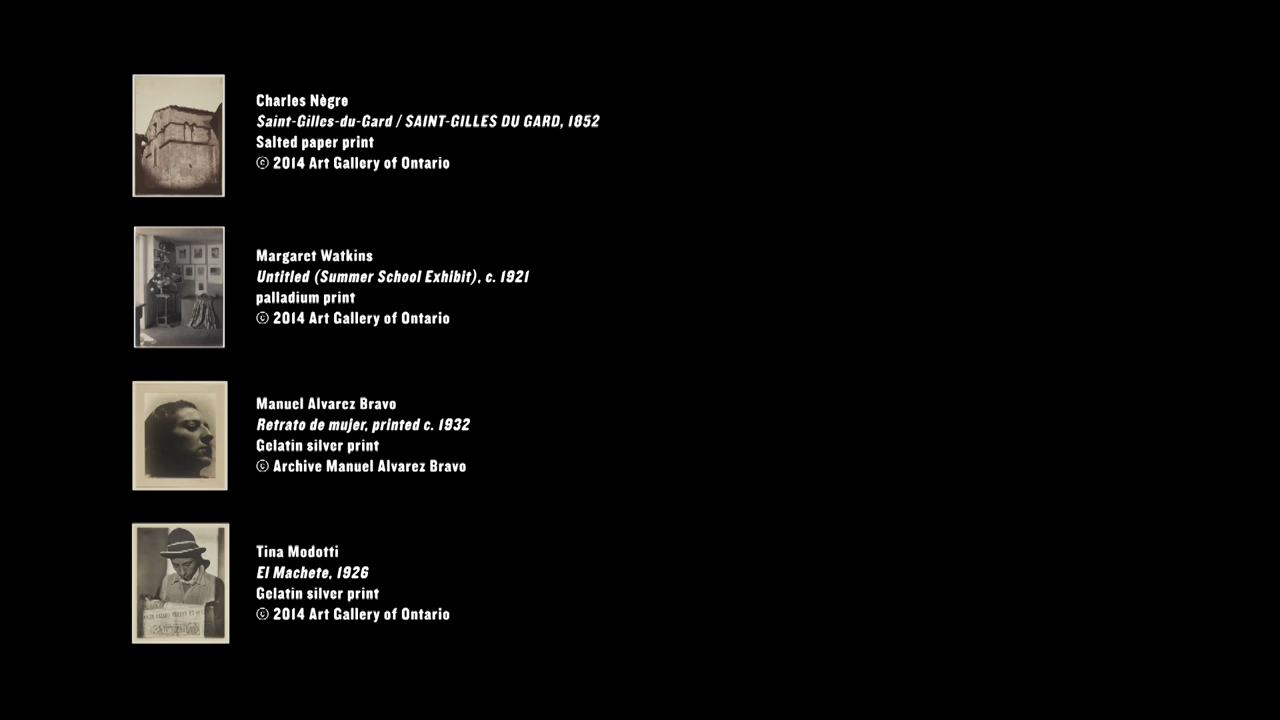 Charles Nègre
Saint-Gilles-du-Gard / SAINT-GILLES DU GARD, 1852
Salted paper print
© 2014 Art Gallery of Ontario
Margaret Watkins
Untitled (Summer School Exhibit), c. 1921
palladium print
© 2014 Art Gallery of Ontario
Manuel Alvarez Bravo
Retrato de mujer, printed c. 1932
Gelatin silver print
© Archive Manuel Alvarez Bravo
Tina Modotti
El Machete, 1926
Gelatin silver print
© 2014 Art Gallery of Ontario